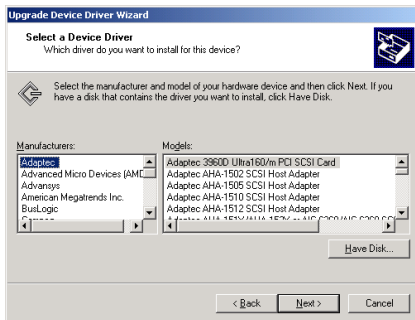 Upgrade Device Driver Wizard
Select a Device Driver
Which driver do you want to install for this device?
Select the manufacturer and model of your hardware device and then click Next. If you
have a disk that contains the driver you want to install, click Have Disk.
Manufacturers:
Adaptec
Advanced Micro Devices (AMD
Advansys
American Megatrends Inc.
BusLogic
Models:
Adaptec 3960D Ultra160/m PCI SCSI Card
Adaptec AHA-1502 SCSI Host Adapter
Adaptec AHA-1505 SCSI Host Adapter
Adaptec AHA-1510 SCSI Host Adapter
Adaptec AHA-1512 SCSI Host Adapter
Have Disk...
< Back
Next >
Cancel